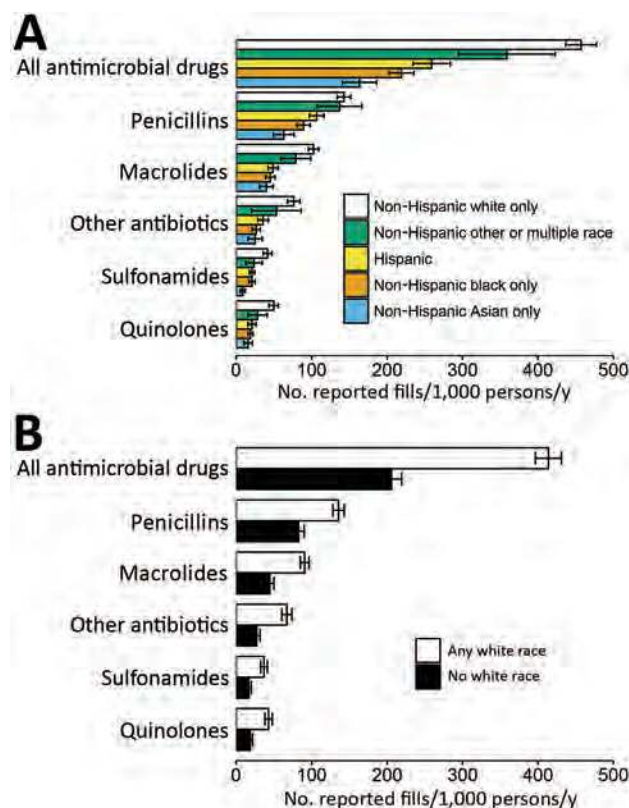 A
All antimicrobial drugs
Penicillins
Macrolides
Other antibiotics
Sulfonamides
Quinolones
Non-Hispanic white only
Non-Hispanic other or multiple race
Hispanic
Non-Hispanic black only
Non-Hispanic Asian only
0 100 200 300 400 500
No. reported fills/1,000 persons/y
B
All antimicrobial drugs
Penicillins
Macrolides
Other antibiotics
Sulfonamides
Quinolones
Any white race
No white race
0 100 200 300 400 500
No. reported fills/1,000 persons/y